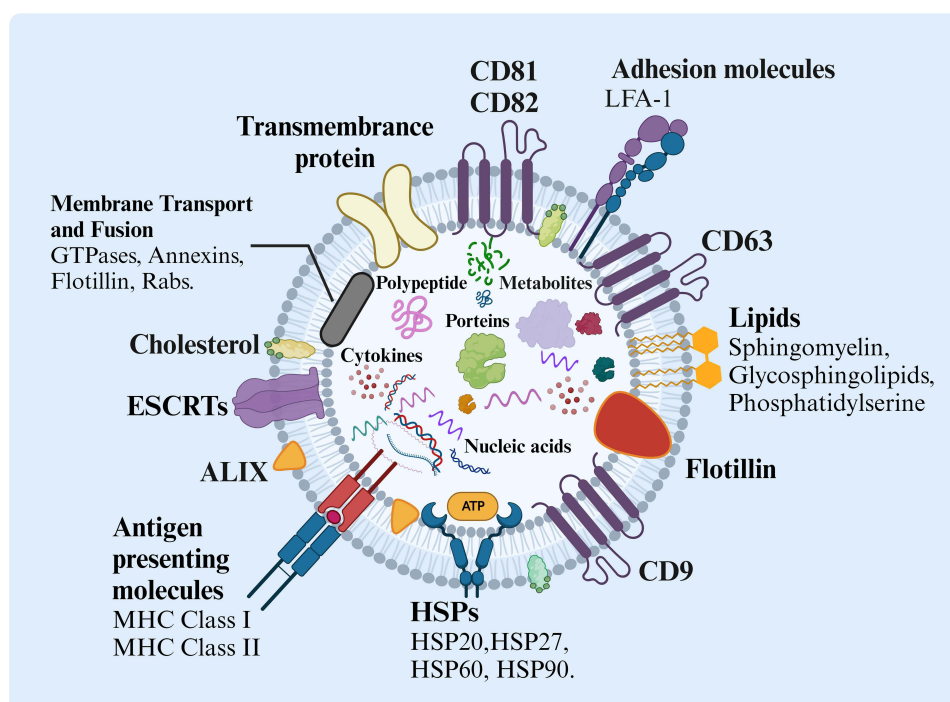 CD81
CD82
Adhesion molecules
LFA-1
Transmembrance
protein
Membrane Transport
and Fusion
GTPases, Annexins,
Flotillin, Rabs.
CD63
Polypeptide
Metabolites
Porteins
Lipids
Sphingomyelin,
Glycosphingolipids,
Phosphatidylserine
Cholesterol
Cytokines
ESCRTs
Nucleic acids
Flotillin
ALIX
ATP
Antigen
presenting
molecules
MHC Class I
MHC Class II
CD9
HSPs
HSP20,HSP27,
HSP60, HSP90.